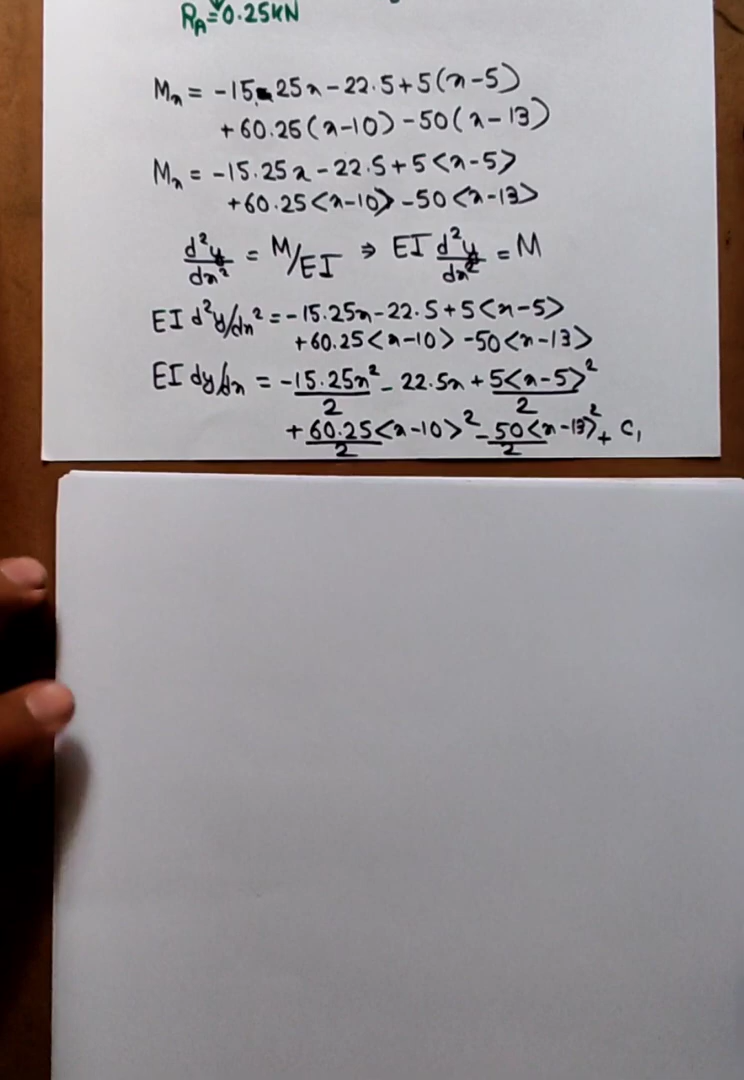 R_A=0.25KN
M_x = -15.25x-22.5+5(x-5)
+60.25(x-10)-50(x-13)
M_x = -15.25x-22.5+5<x-5>
+60.25<x-10>-50<x-13>
d²y/dx² = M/EI ⇒ EI d²y/dx² = M
EI d²y/dx² = -15.25x-22.5+5<x-5>
+60.25<x-10> -50<x-13>
EI dy/dx = -15.25x²/2 - 22.5x + 5<x-5>²/2
+ 60.25/2<x-10>² - 50/2<x-13>² + C₁